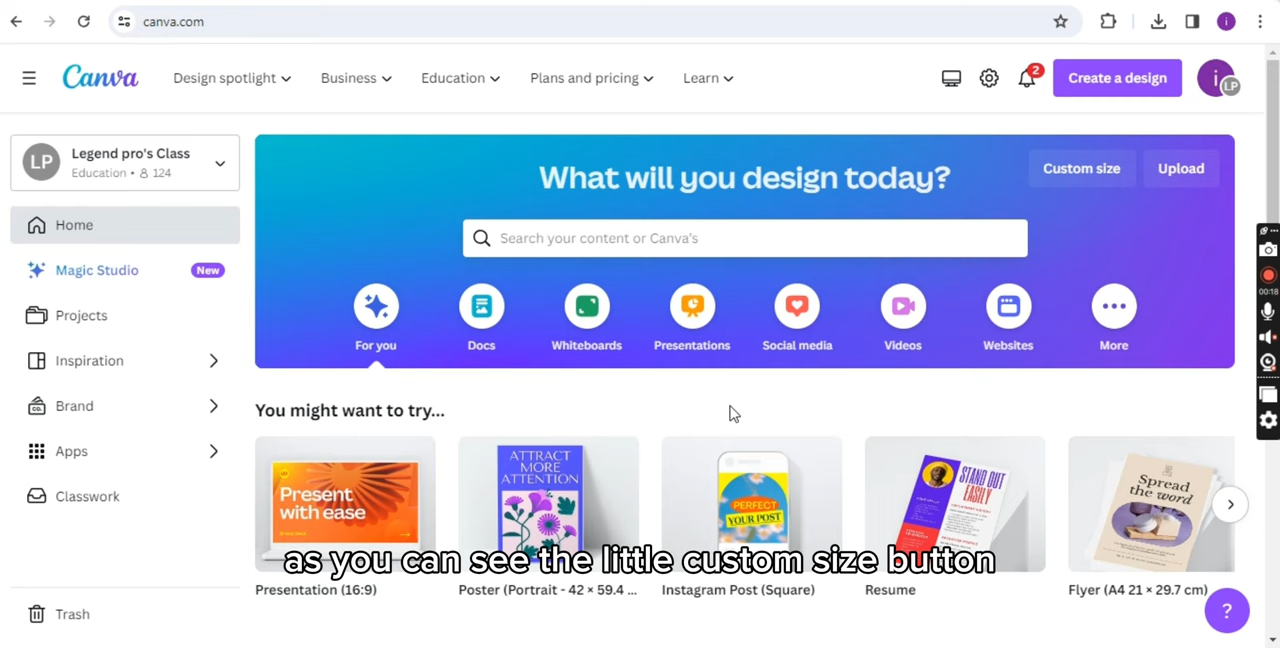 canva.com
Canva
Design spotlight
Business
Education
Plans and pricing
Learn
2
Create a design
i
LP
LP
Legend pro's Class
Education • 124
Home
Magic Studio
New
Projects
Inspiration
Brand
Apps
Classwork
Trash
What will you design today?
Custom size
Upload
Search your content or Canva's
For you
Docs
Whiteboards
Presentations
Social media
Videos
Websites
More
00:18
You might want to try...
Present
with ease
ATTRACT
MORE
ATTENTION
PERFECT
YOUR POST
STAND OUT
EASILY
Spread
the word
as you can see the little custom size button
Presentation (16:9)
Poster (Portrait - 42 × 59.4 ...
Instagram Post (Square)
Resume
Flyer (A4 21 × 29.7 cm)
?